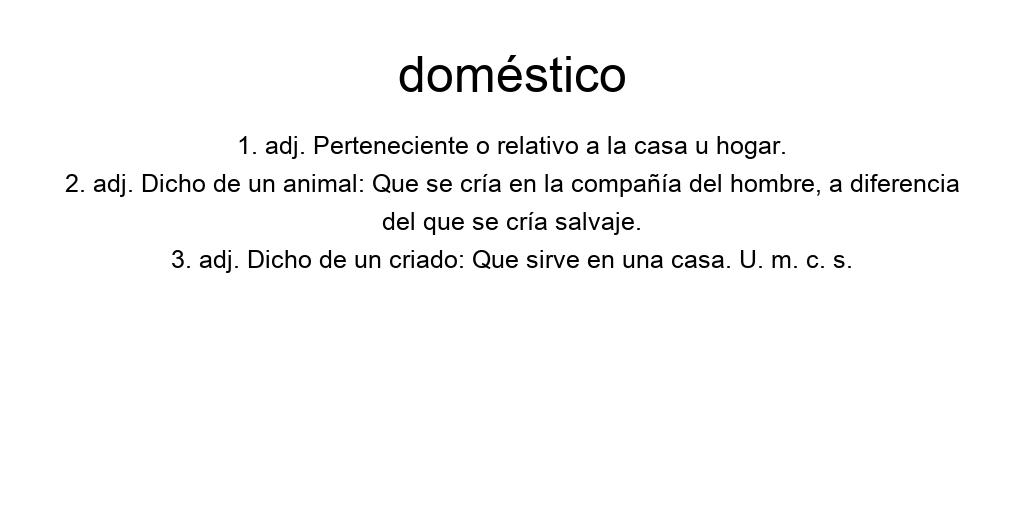 doméstico
1. adj. Perteneciente o relativo a la casa u hogar.
2. adj. Dicho de un animal: Que se cría en la compañía del hombre, a diferencia
del que se cría salvaje.
3. adj. Dicho de un criado: Que sirve en una casa. U. m. c. s.